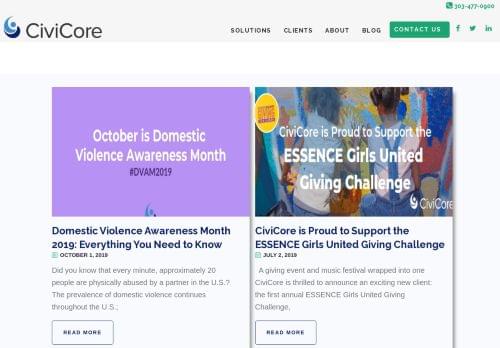 303-477-0900
CiviCore
SOLUTIONS CLIENTS ABOUT BLOG CONTACT US
October is Domestic
Violence Awareness Month
#DVAM2019
Domestic Violence Awareness Month
2019: Everything You Need to Know
OCTOBER 1, 2019
Did you know that every minute, approximately 20
people are physically abused by a partner in the U.S.?
The prevalence of domestic violence continues
throughout the U.S.,
READ MORE
CiviCore is Proud to Support the
ESSENCE Girls United
Giving Challenge
CiviCore
CiviCore is Proud to Support the
ESSENCE Girls United Giving Challenge
JULY 2, 2019
A giving event and music festival wrapped into one
CiviCore is thrilled to announce an exciting new client:
the first annual ESSENCE Girls United Giving
Challenge,
READ MORE